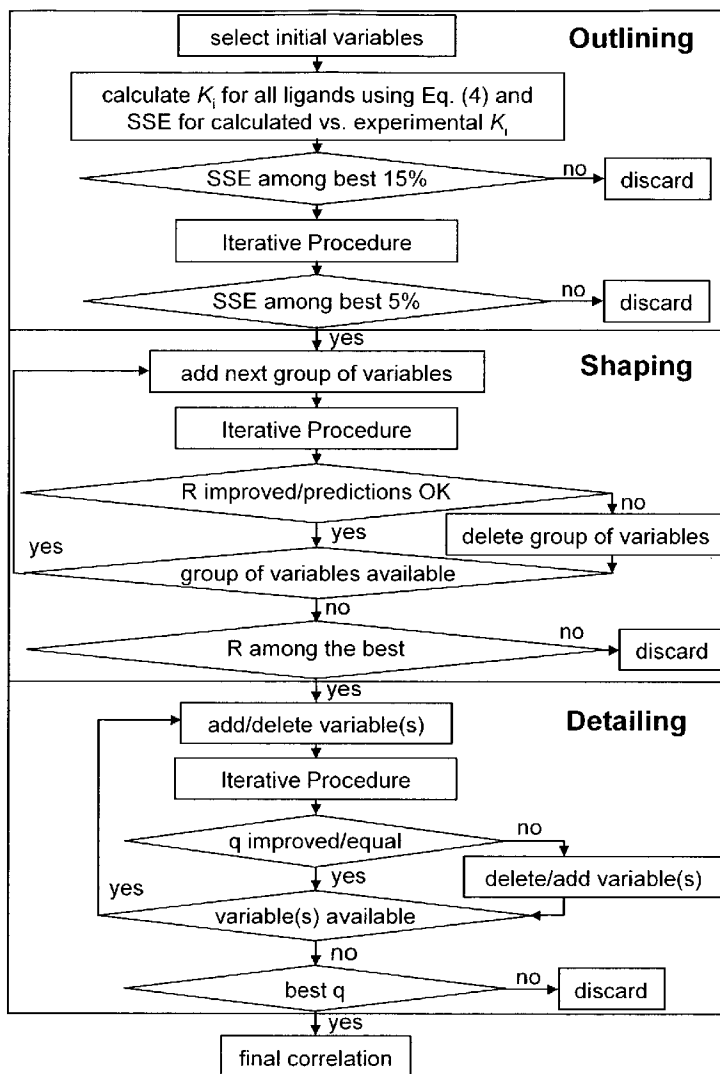 select initial variables
Outlining
calculate Ki for all ligands using Eq. (4) and
SSE for calculated vs. experimental Ki
SSE among best 15%
no
discard
Iterative Procedure
SSE among best 5%
no
discard
yes
Shaping
add next group of variables
Iterative Procedure
R improved/predictions OK
no
delete group of variables
yes
yes
group of variables available
no
R among the best
no
discard
yes
Detailing
add/delete variable(s)
Iterative Procedure
q improved/equal
no
delete/add variable(s)
yes
yes
variable(s) available
no
best q
no
discard
yes
final correlation